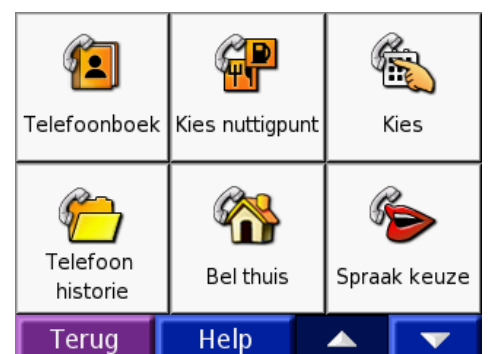 Telefoonboek
Kies nuttigpunt
Kies
Telefoon
historie
Bel thuis
Spraak keuze
Terug
Help